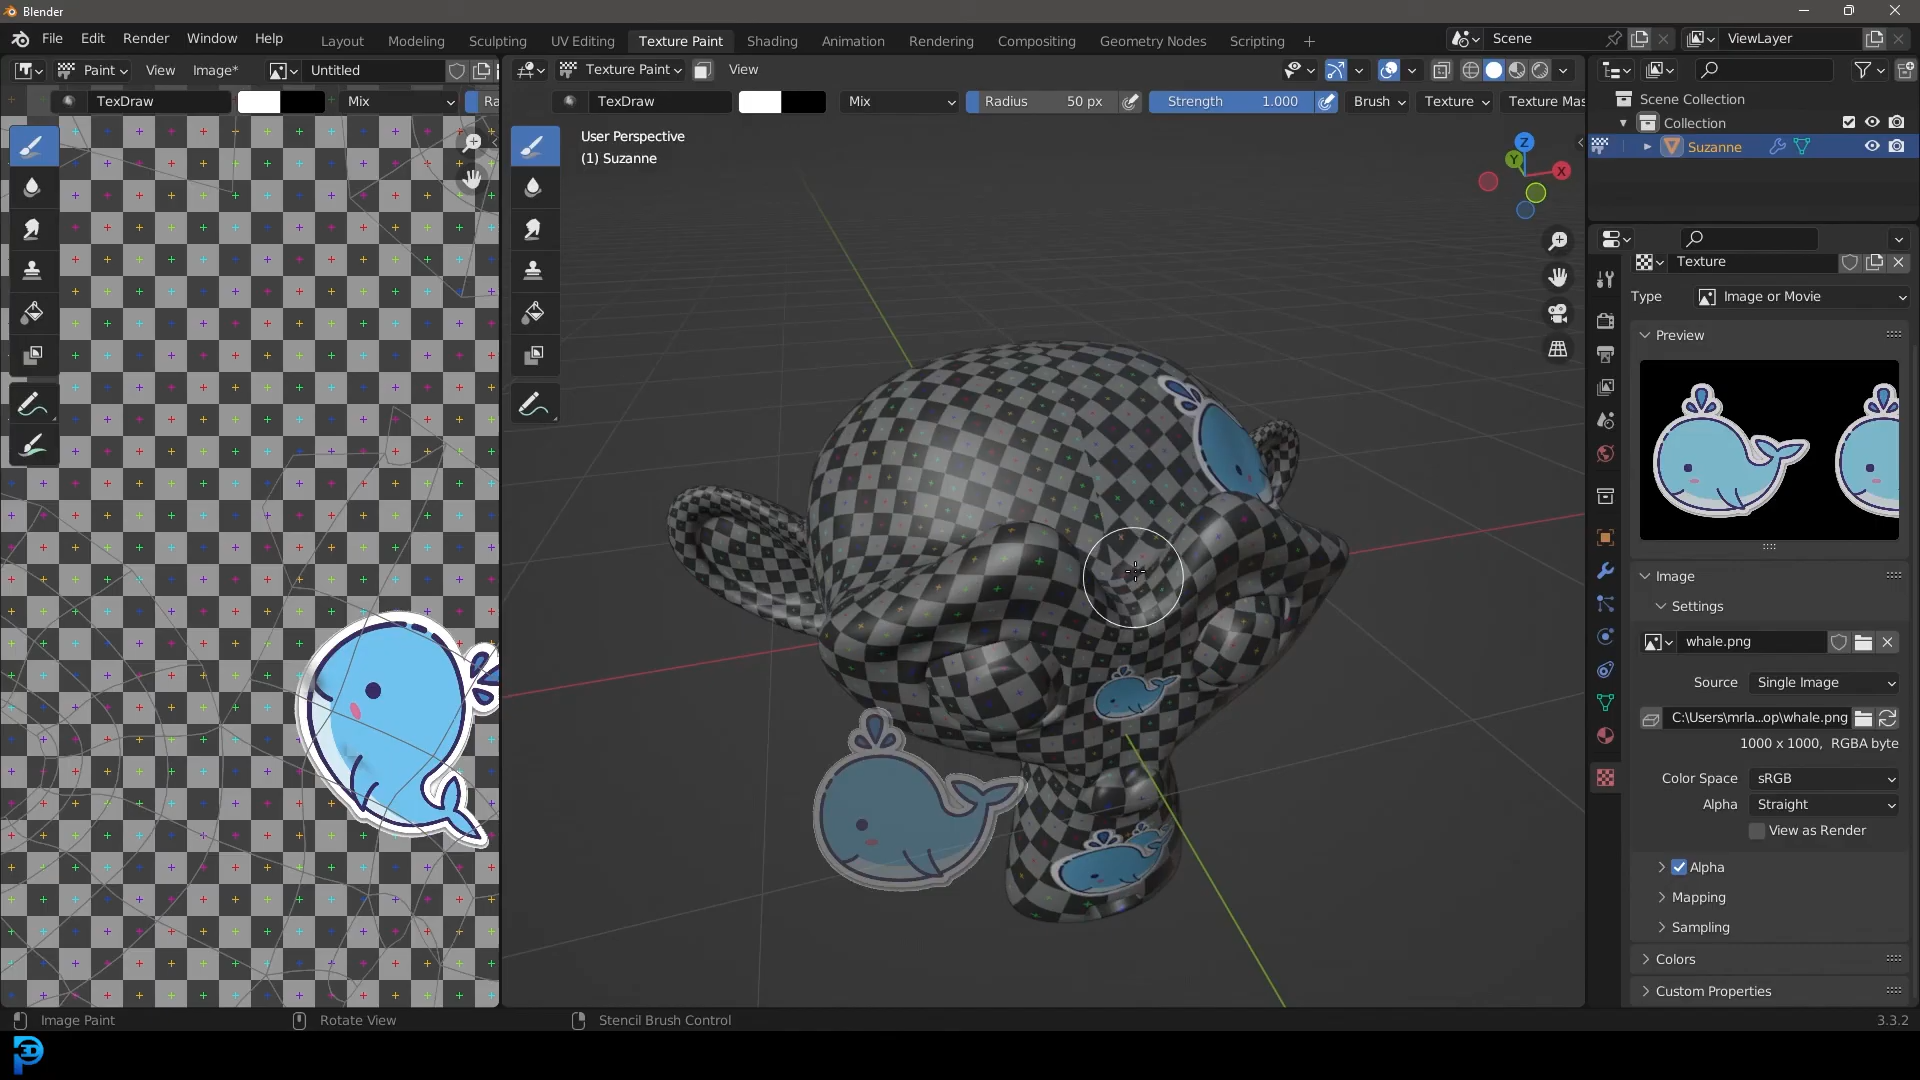 Blender
File Edit Render Window Help
Layout Modeling Sculpting UV Editing Texture Paint Shading Animation Rendering Compositing Geometry Nodes Scripting +
Scene
ViewLayer
Paint View Image* Untitled
Texture Paint View
TexDraw Mix Ra
TexDraw Mix Radius 50 px Strength 1.000 Brush Texture Texture Mas
Scene Collection
Collection
Suzanne
User Perspective
(1) Suzanne
Z
Y
X
Texture
Type Image or Movie
Preview
Image
Settings
whale.png
Source Single Image
C:\Users\mrla...op\whale.png
1000 x 1000, RGBA byte
Color Space sRGB
Alpha Straight
View as Render
Alpha
Mapping
Sampling
Colors
Custom Properties
Image Paint Rotate View Stencil Brush Control 3.3.2
3D